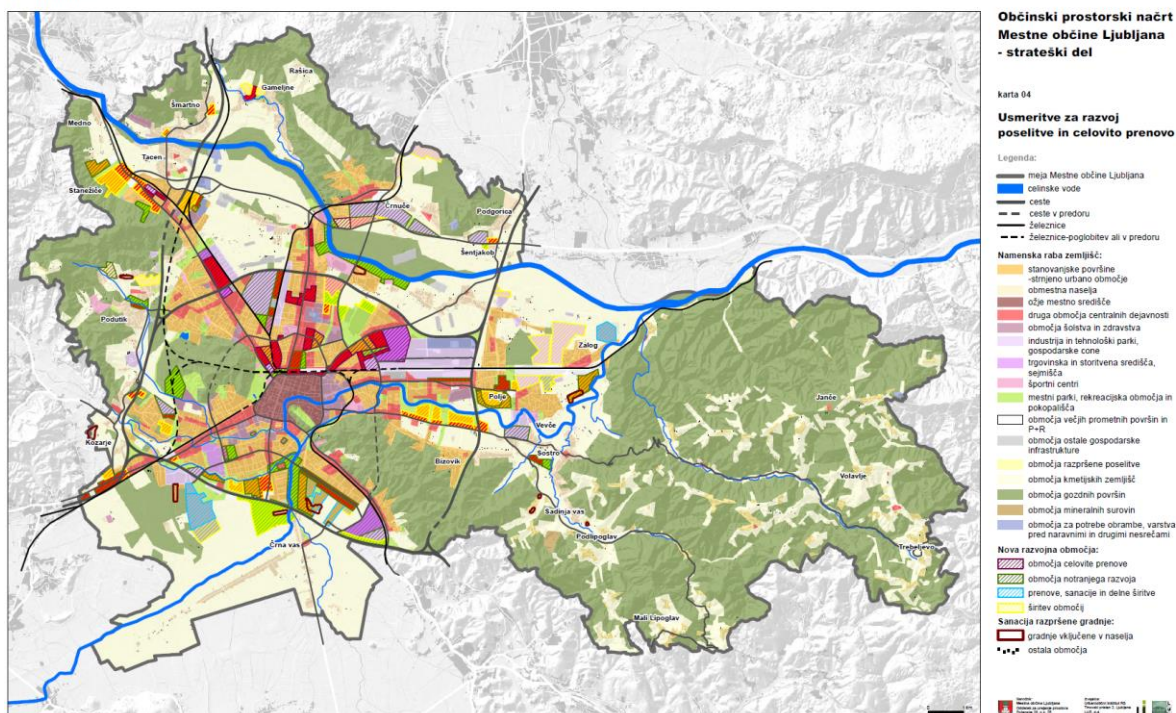 Občinski prostorski načrt
Mestne občine Ljubljana
- strateški del
karta 04
Usmeritve za razvoj
poselitve in celovito prenovo
Legenda:
meja Mestne občine Ljubljana
celinske vode
ceste
ceste v predoru
železnice
železnice-poglobitev ali v predoru
Namenska raba zemljišč:
stanovanjske površine
-strnjeno urbano območje
obmestna naselja
ožje mestno središče
druga območja centralnih dejavnosti
območja šolstva in zdravstva
industrija in tehnološki parki,
gospodarske cone
trgovinska in storitvena središča,
sejmišča
športni centri
mestni parki, rekreacijska območja in
pokopališča
območja večjih prometnih površin in
P+R
območja ostale gospodarske
infrastrukture
območja razpršene poselitve
območja kmetijskih zemljišč
območja gozdnih površin
območja mineralnih surovin
območja za potrebe obrambe, varstva
pred naravnimi in drugimi nesrečami
Nova razvojna območja:
območja celovite prenove
območja notranjega razvoja
prenove, sanacije in delne širitve
širitev območij
Sanacija razpršene gradnje:
gradnje vključene v naselja
ostala območja
Rašica
Gameljne
Šmartno
Medno
Tacen
Stanežiče
Črnuče
Podgorica
Šentjakob
Podutik
Zalog
Polje
Janče
Vevče
Kozarje
Bizovik
Sostro
Volavlje
Sadinja vas
Podlipoglav
Črna vas
Trebeljevo
Mali Lipoglav